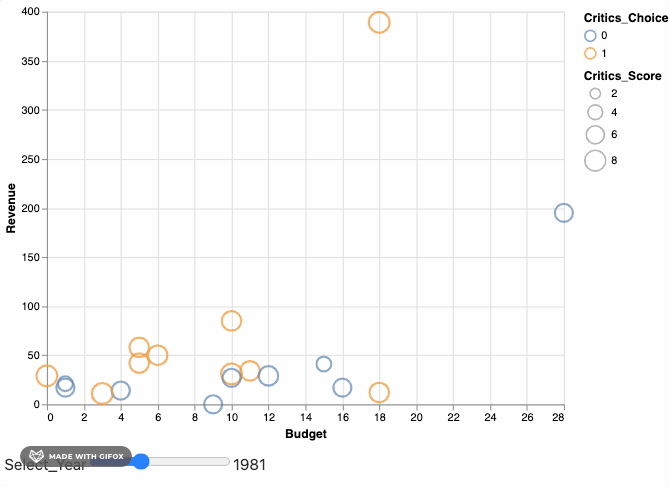 400
350
300
250
200
150
100
50
0
Revenue
0 2 4 6 8 10 12 14 16 18 20 22 24 26 28
Budget
Critics_Choice
0
1
Critics_Score
2
4
6
8
Select_Year 1981
MADE WITH GIFOX